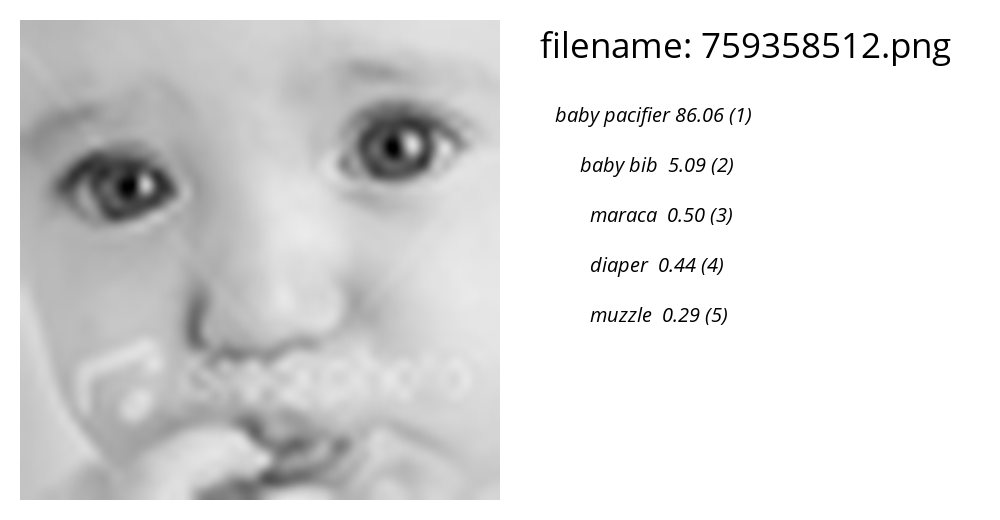 filename: 759358512.png
baby pacifier 86.06 (1)
baby bib 5.09 (2)
maraca 0.50 (3)
diaper 0.44 (4)
muzzle 0.29 (5)